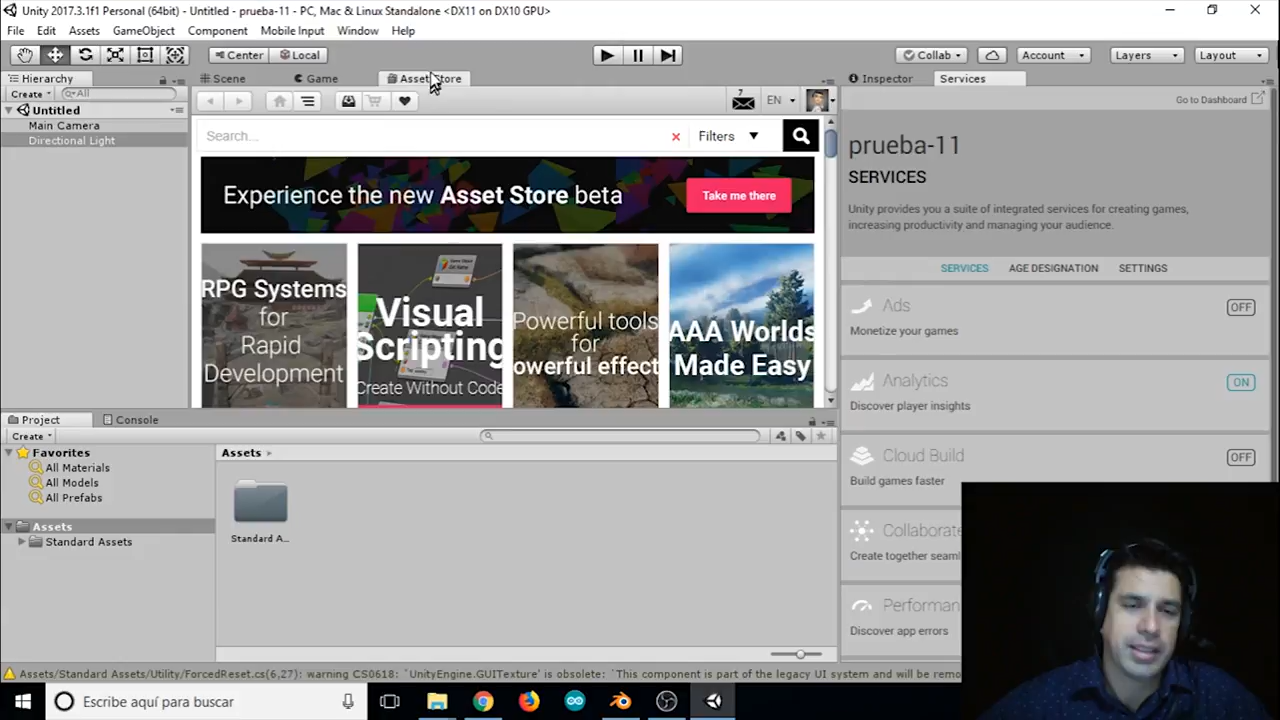 Unity 2017.3.1f1 Personal (64bit) - Untitled - prueba-11 - PC, Mac & Linux Standalone <DX11 on DX10 GPU>
File Edit Assets GameObject Component Mobile Input Window Help
Center Local Collab Account Layers Layout
Hierarchy Scene Game Asset Store Inspector Services
Create All
7 EN
Go to Dashboard
Untitled
Main Camera
Directional Light
Search... Filters
Experience the new Asset Store beta Take me there
RPG Systems
for
Rapid
Development
Visual
Scripting
Create Without Code
Powerful tools
for
owerful effect
AAA Worlds
Made Easy
prueba-11
SERVICES
Unity provides you a suite of integrated services for creating games,
increasing productivity and managing your audience.
SERVICES AGE DESIGNATION SETTINGS
Ads OFF
Monetize your games
Analytics ON
Discover player insights
Cloud Build OFF
Build games faster
Collaborate
Create together seaml
Performan
Discover app errors
Project Console
Create
Favorites
All Materials
All Models
All Prefabs
Assets
Standard Assets
Assets
Standard A...
Assets/Standard Assets/Utility/ForcedReset.cs(6,27): warning CS0618: `UnityEngine.GUITexture' is obsolete: `This component is part of the legacy UI system and will be remo
Escribe aquí para buscar